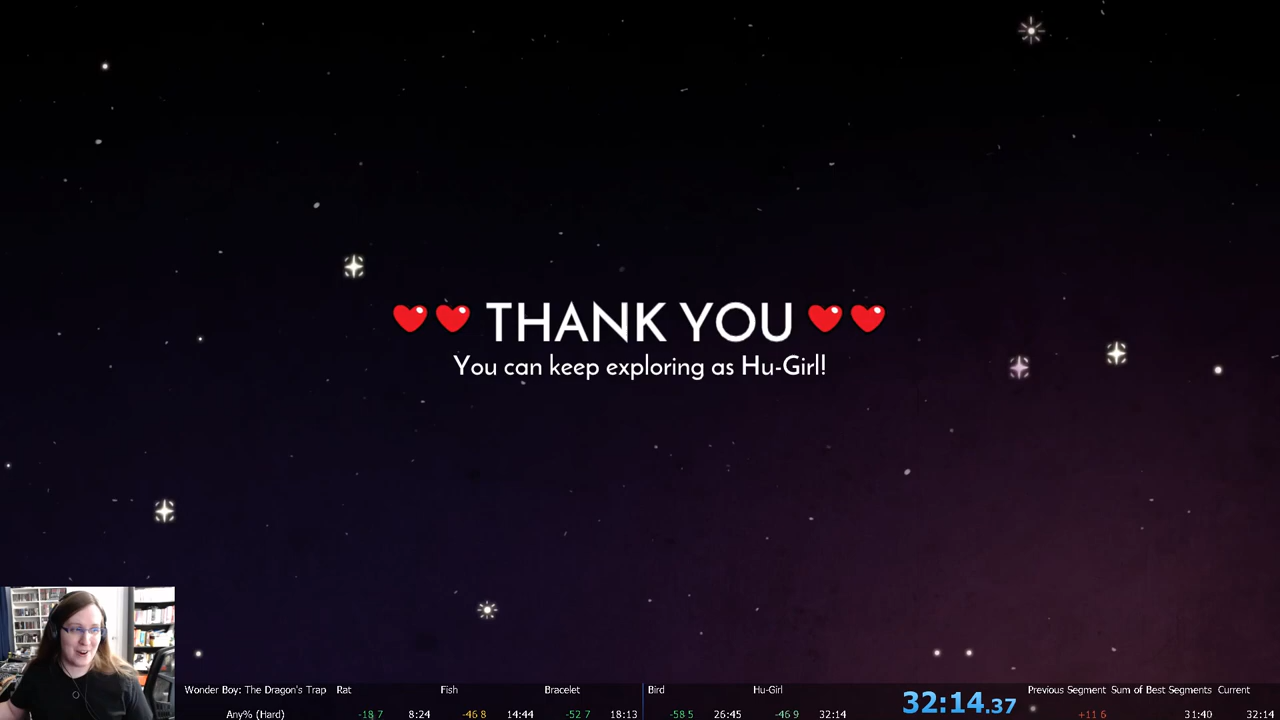 THANK YOU
You can keep exploring as Hu-Girl!
Wonder Boy: The Dragon's Trap Rat Fish Bracelet Bird Hu-Girl 32:14.37 Previous Segment Sum of Best Segments Current
Any% (Hard) -18.7 8:24 -46.8 14:44 -52.7 18:13 -58.5 26:45 -46.9 32:14 +11.6 31:40 32:14